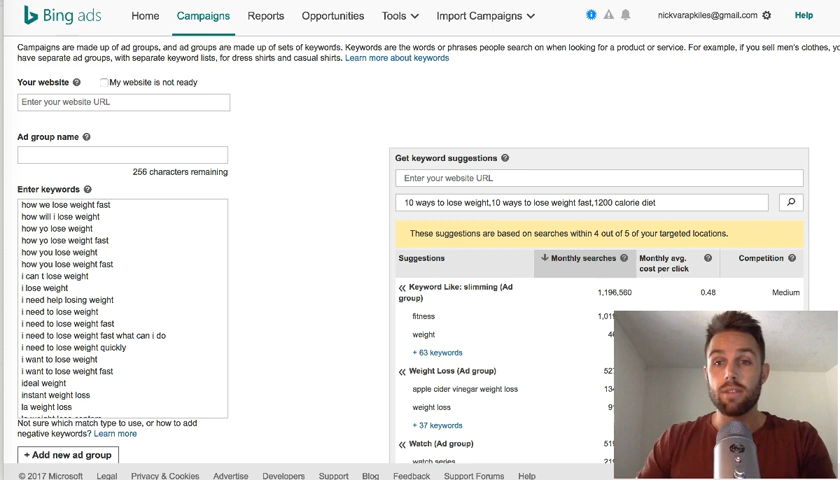 Bing ads
Home Campaigns Reports Opportunities Tools Import Campaigns nickvarapkiles@gmail.com Help
Campaigns are made up of ad groups, and ad groups are made up of sets of keywords. Keywords are the words or phrases people search on when looking for a product or service. For example, if you sell men's clothes,
have separate ad groups, with separate keyword lists, for dress shirts and casual shirts. Learn more about keywords
Your website My website is not ready
Enter your website URL
Ad group name
256 characters remaining
Enter keywords
how we lose weight fast
how will i lose weight
how yo lose weight
how yo lose weight fast
how you lose weight
how you lose weight fast
i can t lose weight
i lose weight
i need help losing weight
i need to lose weight
i need to lose weight fast
i need to lose weight fast what can i do
i need to lose weight quickly
i want to lose weight
i want to lose weight fast
ideal weight
instant weight loss
la weight loss
Not sure which match type to use, or how to add
negative keywords? Learn more
+ Add new ad group
Get keyword suggestions
Enter your website URL
10 ways to lose weight,10 ways to lose weight fast,1200 calorie diet
These suggestions are based on searches within 4 out of 5 of your targeted locations.
Suggestions Monthly searches Monthly avg. cost per click Competition
Keyword Like: slimming (Ad group) 1,196,560 0.48 Medium
fitness
weight
+ 63 keywords
Weight Loss (Ad group)
apple cider vinegar weight loss
weight loss
+ 37 keywords
Watch (Ad group)
watch series
© 2017 Microsoft Legal Privacy & Cookies Advertise Developers Support Blog Feedback Support Forums Help